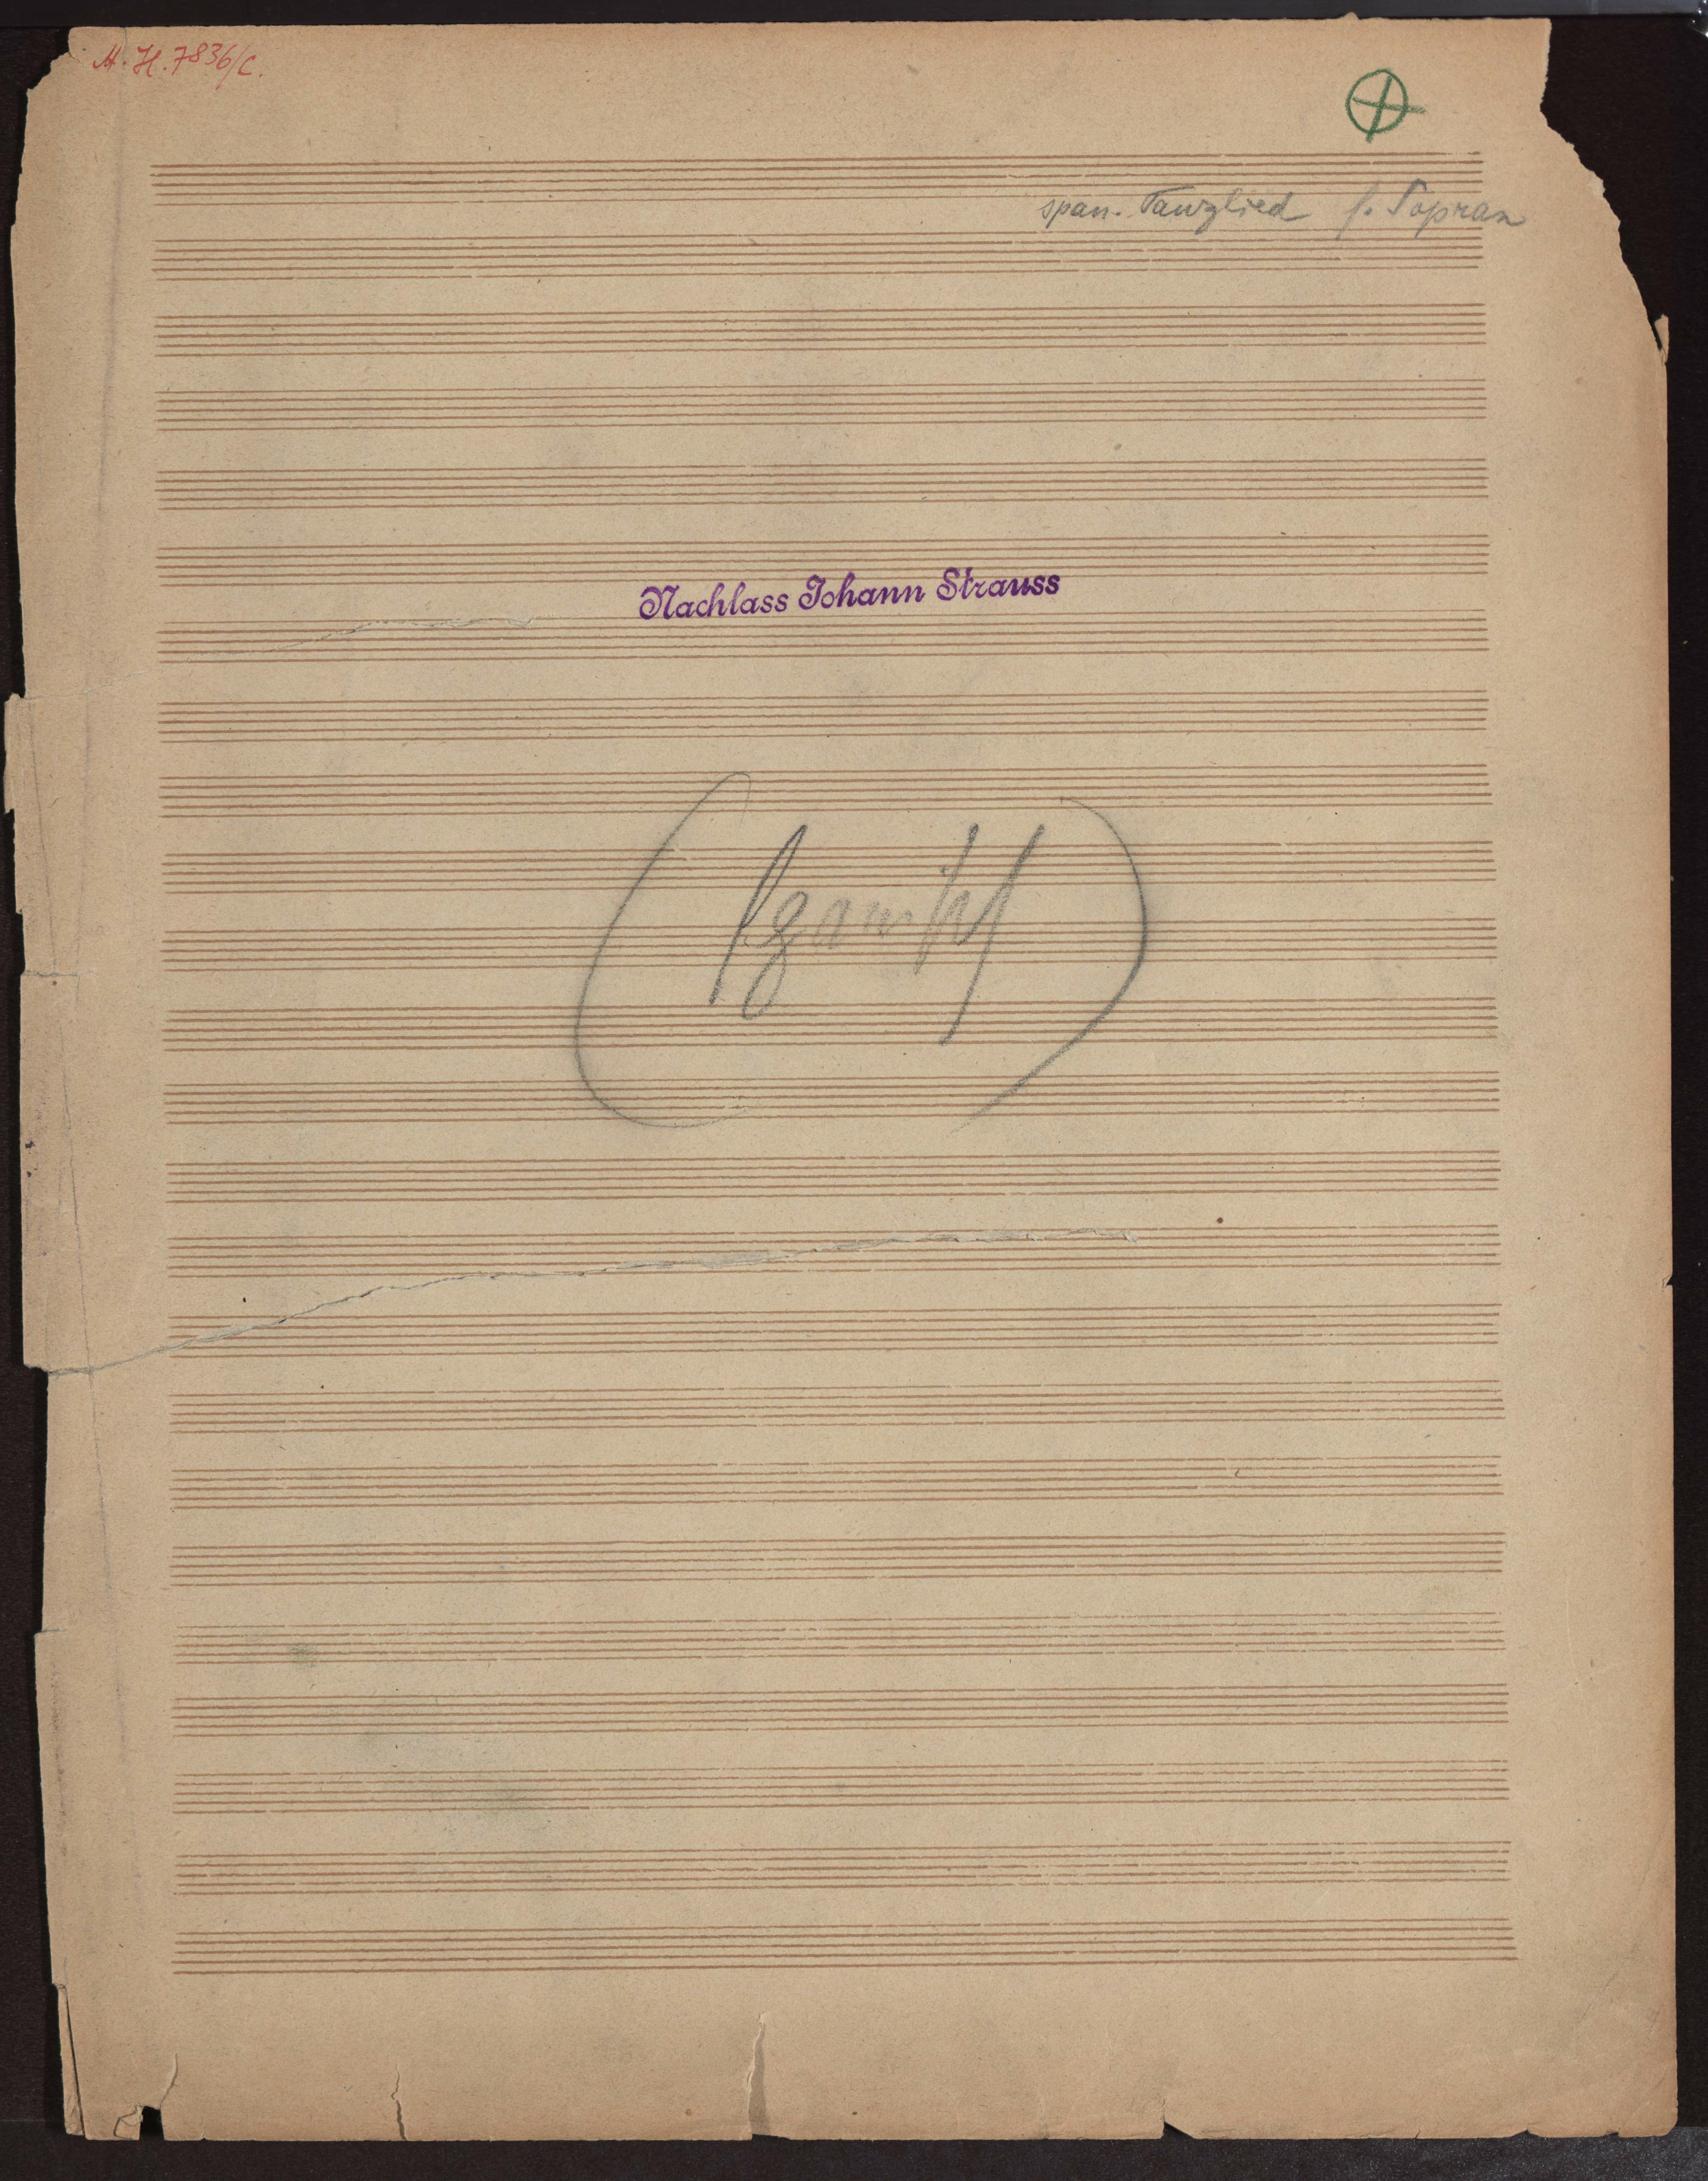 M. H. 7836/c.
span. Tanzlied f. Sopran
Nachlass Johann Strauss